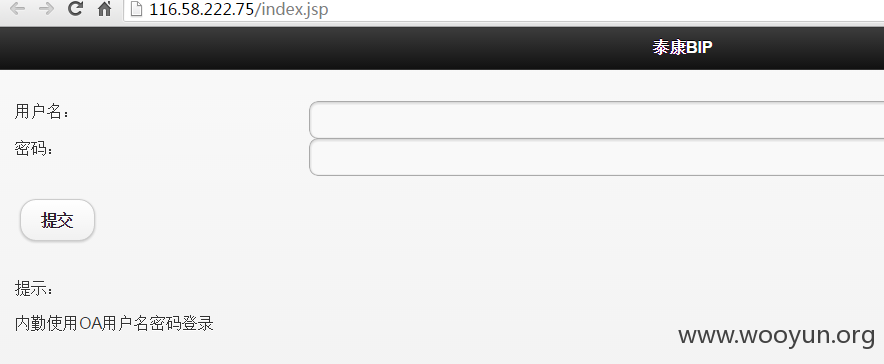 116.58.222.75/index.jsp
泰康BIP
用户名：
密码：
提交
提示：
内勤使用OA用户名密码登录
www.wooyun.org